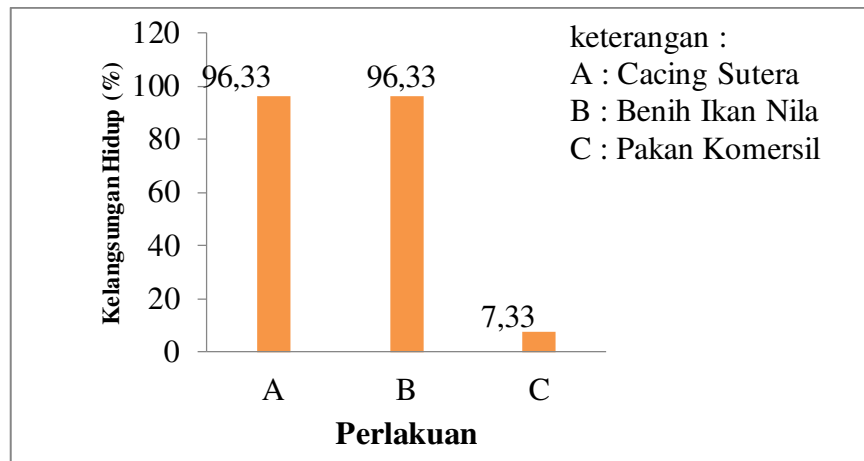 Kelangsungan Hidup (%)
120
100
80
60
40
20
0
96,33
96,33
7,33
A
B
C
Perlakuan
keterangan :
A : Cacing Sutera
B : Benih Ikan Nila
C : Pakan Komersil